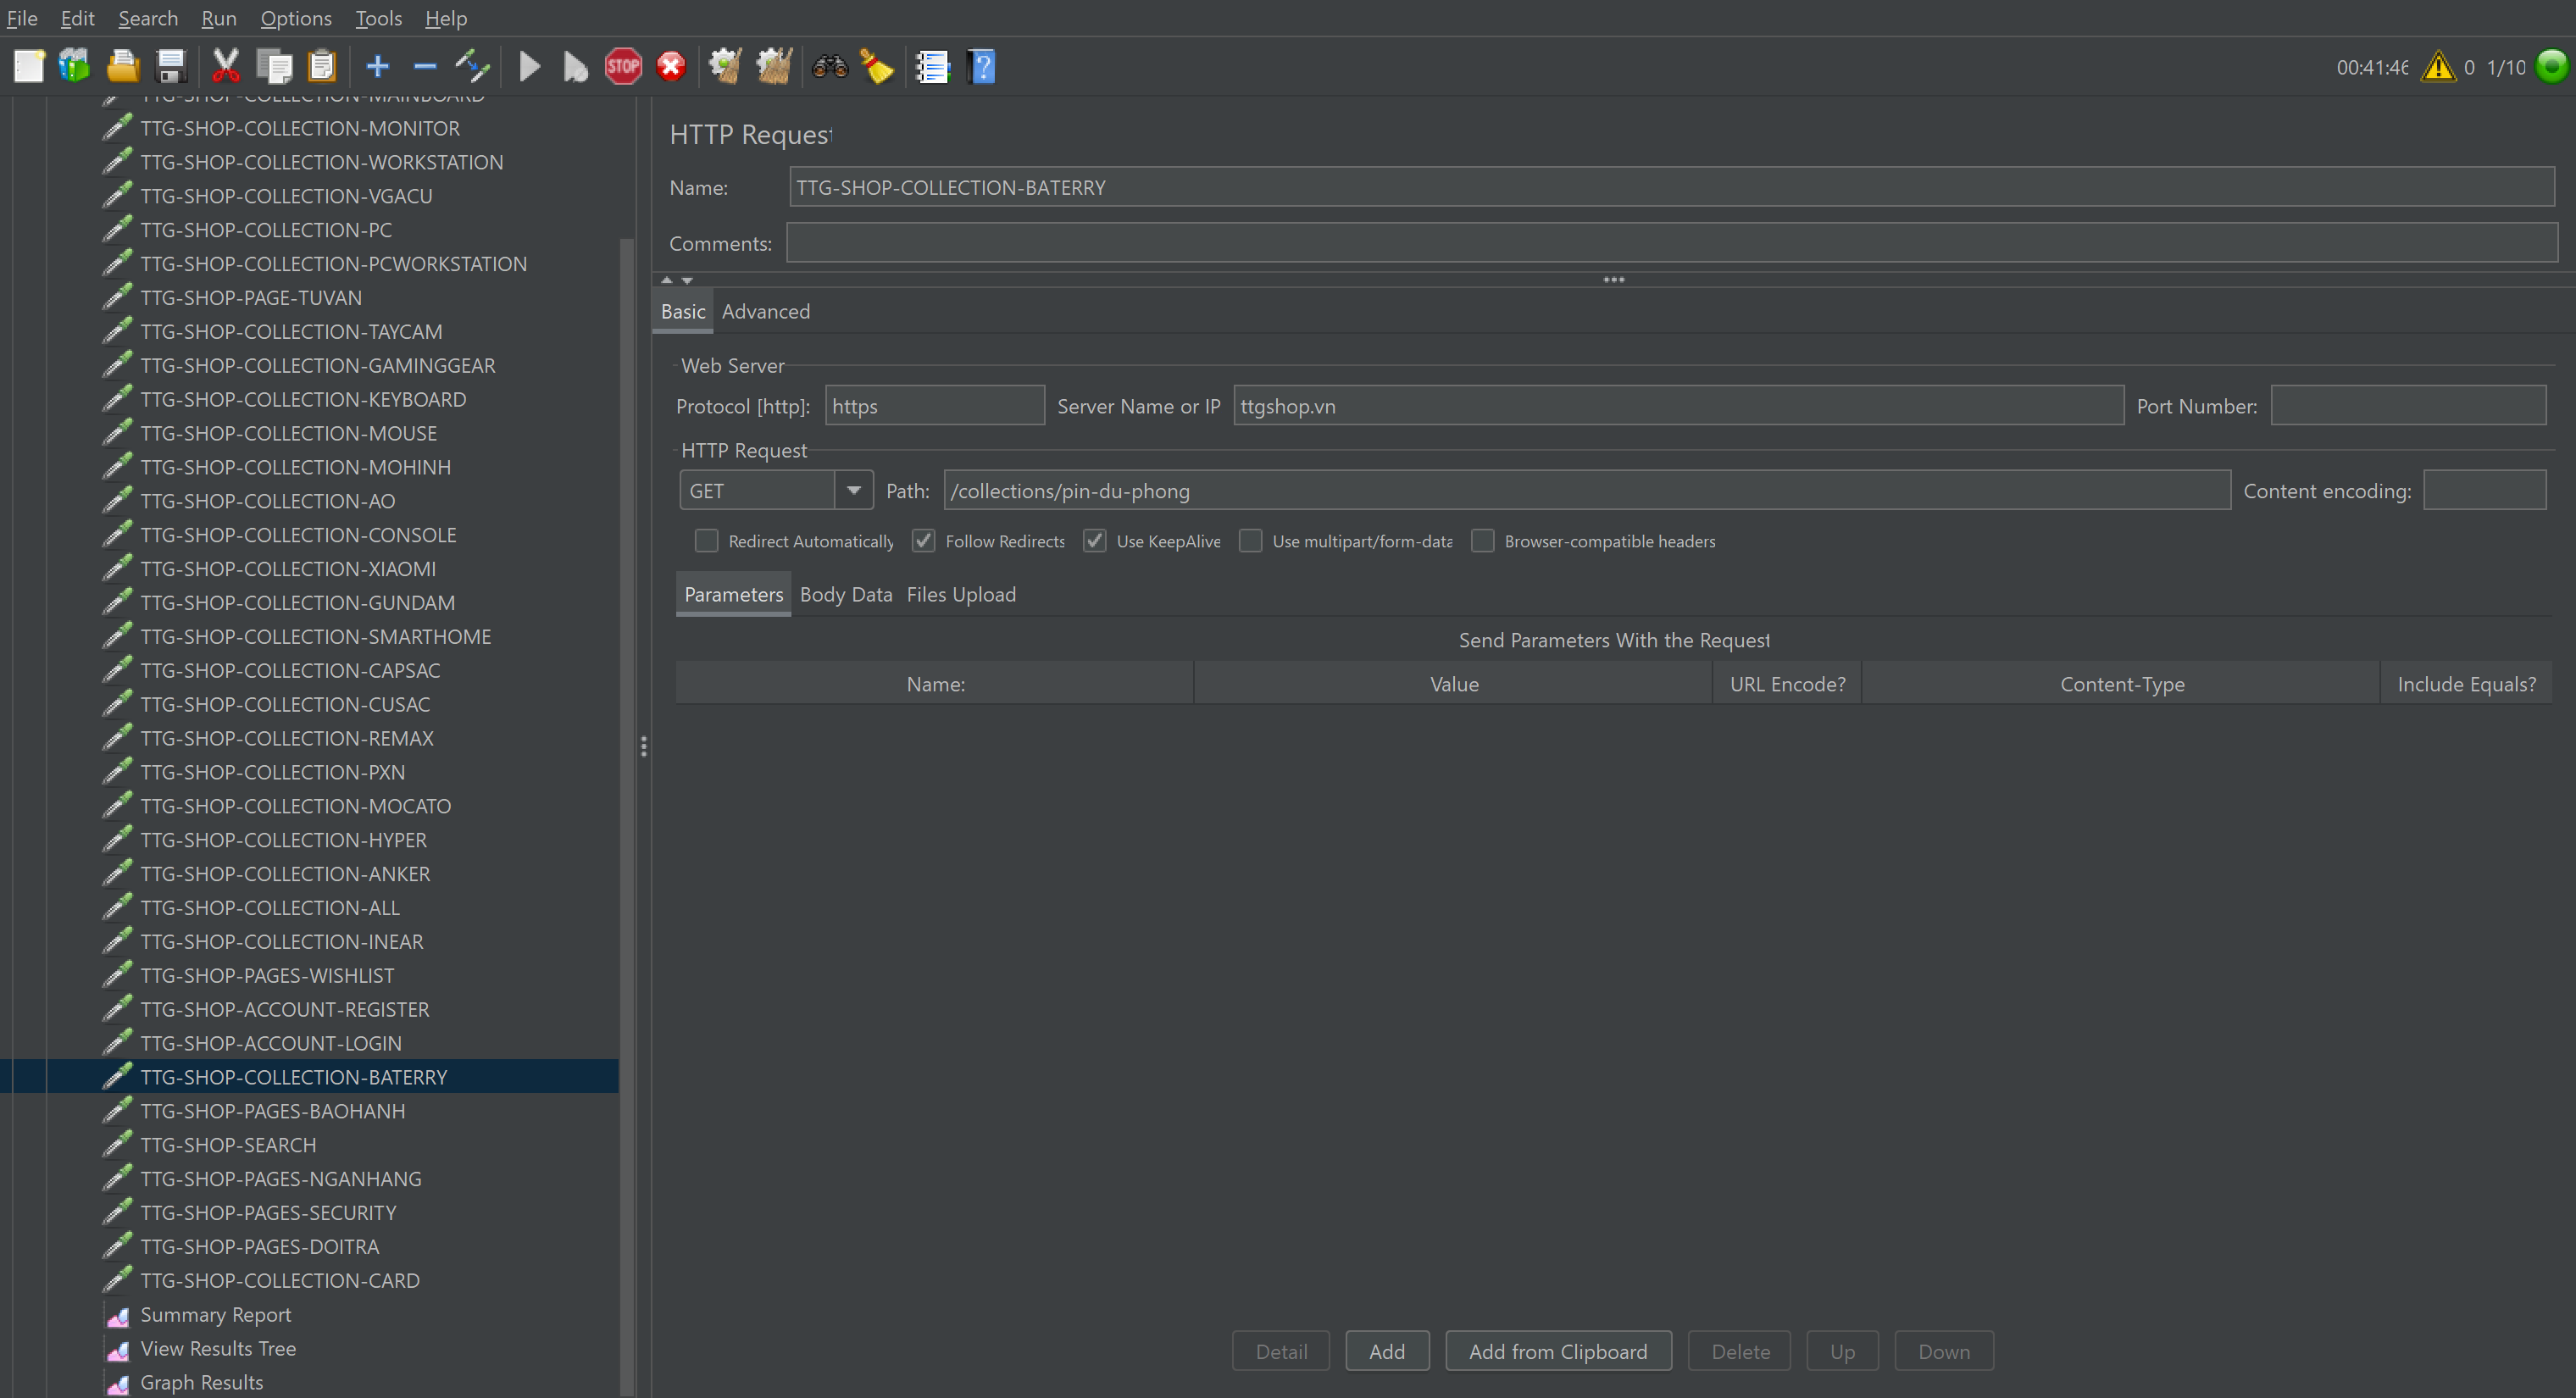 File Edit Search Run Options Tools Help
STOP
00:41:46 0 1/10
TTG-SHOP-COLLECTION-MAINBOARD
TTG-SHOP-COLLECTION-MONITOR
TTG-SHOP-COLLECTION-WORKSTATION
TTG-SHOP-COLLECTION-VGACU
TTG-SHOP-COLLECTION-PC
TTG-SHOP-COLLECTION-PCWORKSTATION
TTG-SHOP-PAGE-TUVAN
TTG-SHOP-COLLECTION-TAYCAM
TTG-SHOP-COLLECTION-GAMINGGEAR
TTG-SHOP-COLLECTION-KEYBOARD
TTG-SHOP-COLLECTION-MOUSE
TTG-SHOP-COLLECTION-MOHINH
TTG-SHOP-COLLECTION-AO
TTG-SHOP-COLLECTION-CONSOLE
TTG-SHOP-COLLECTION-XIAOMI
TTG-SHOP-COLLECTION-GUNDAM
TTG-SHOP-COLLECTION-SMARTHOME
TTG-SHOP-COLLECTION-CAPSAC
TTG-SHOP-COLLECTION-CUSAC
TTG-SHOP-COLLECTION-REMAX
TTG-SHOP-COLLECTION-PXN
TTG-SHOP-COLLECTION-MOCATO
TTG-SHOP-COLLECTION-HYPER
TTG-SHOP-COLLECTION-ANKER
TTG-SHOP-COLLECTION-ALL
TTG-SHOP-COLLECTION-INEAR
TTG-SHOP-PAGES-WISHLIST
TTG-SHOP-ACCOUNT-REGISTER
TTG-SHOP-ACCOUNT-LOGIN
TTG-SHOP-COLLECTION-BATERRY
TTG-SHOP-PAGES-BAOHANH
TTG-SHOP-SEARCH
TTG-SHOP-PAGES-NGANHANG
TTG-SHOP-PAGES-SECURITY
TTG-SHOP-PAGES-DOITRA
TTG-SHOP-COLLECTION-CARD
Summary Report
View Results Tree
Graph Results
HTTP Request
Name: TTG-SHOP-COLLECTION-BATERRY
Comments:
Basic Advanced
Web Server
Protocol [http]: https Server Name or IP ttgshop.vn Port Number:
HTTP Request
GET Path: /collections/pin-du-phong Content encoding:
Redirect Automatically Follow Redirects Use KeepAlive Use multipart/form-data Browser-compatible headers
Parameters Body Data Files Upload
Send Parameters With the Request
Name: Value URL Encode? Content-Type Include Equals?
Detail Add Add from Clipboard Delete Up Down